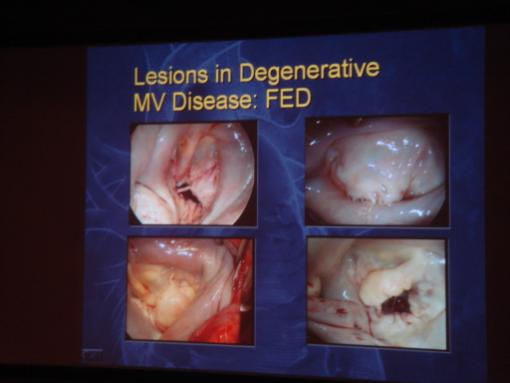 Lesions in Degenerative
MV Disease: FED